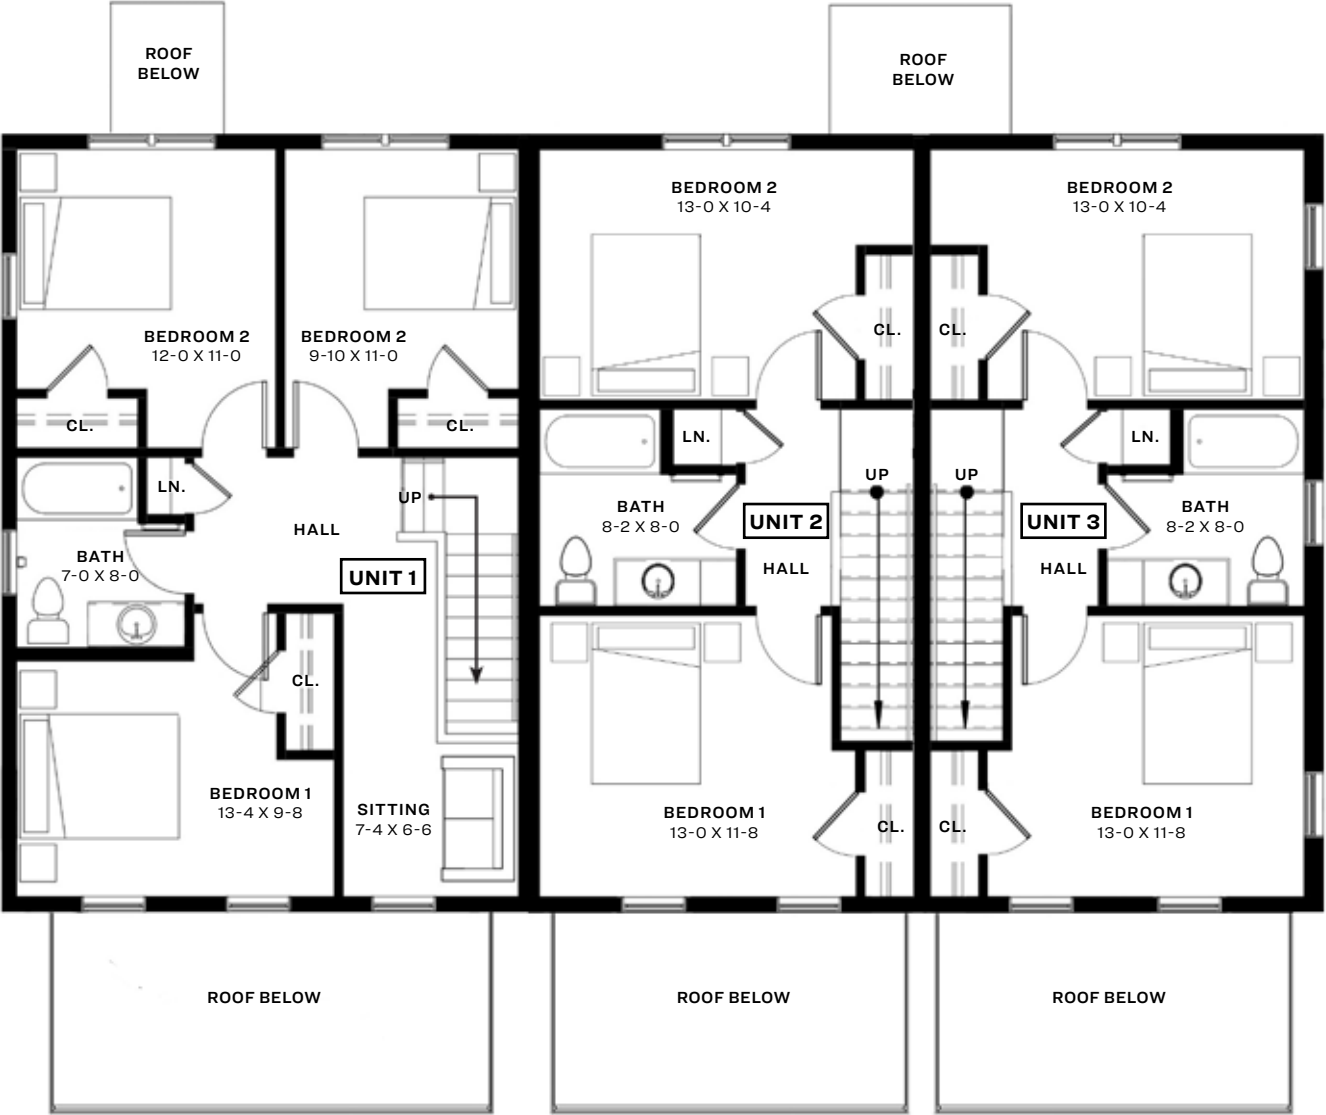 ROOF
BELOW
ROOF
BELOW
BEDROOM 2
12-0 X 11-0
CL.
BEDROOM 2
9-10 X 11-0
CL.
LN.
BATH
7-0 X 8-0
HALL
UP
UNIT 1
CL.
BEDROOM 1
13-4 X 9-8
SITTING
7-4 X 6-6
ROOF BELOW
BEDROOM 2
13-0 X 10-4
CL.
LN.
UP
BATH
8-2 X 8-0
UNIT 2
HALL
BEDROOM 1
13-0 X 11-8
CL.
ROOF BELOW
BEDROOM 2
13-0 X 10-4
CL.
LN.
UP
UNIT 3
BATH
8-2 X 8-0
HALL
BEDROOM 1
13-0 X 11-8
CL.
ROOF BELOW